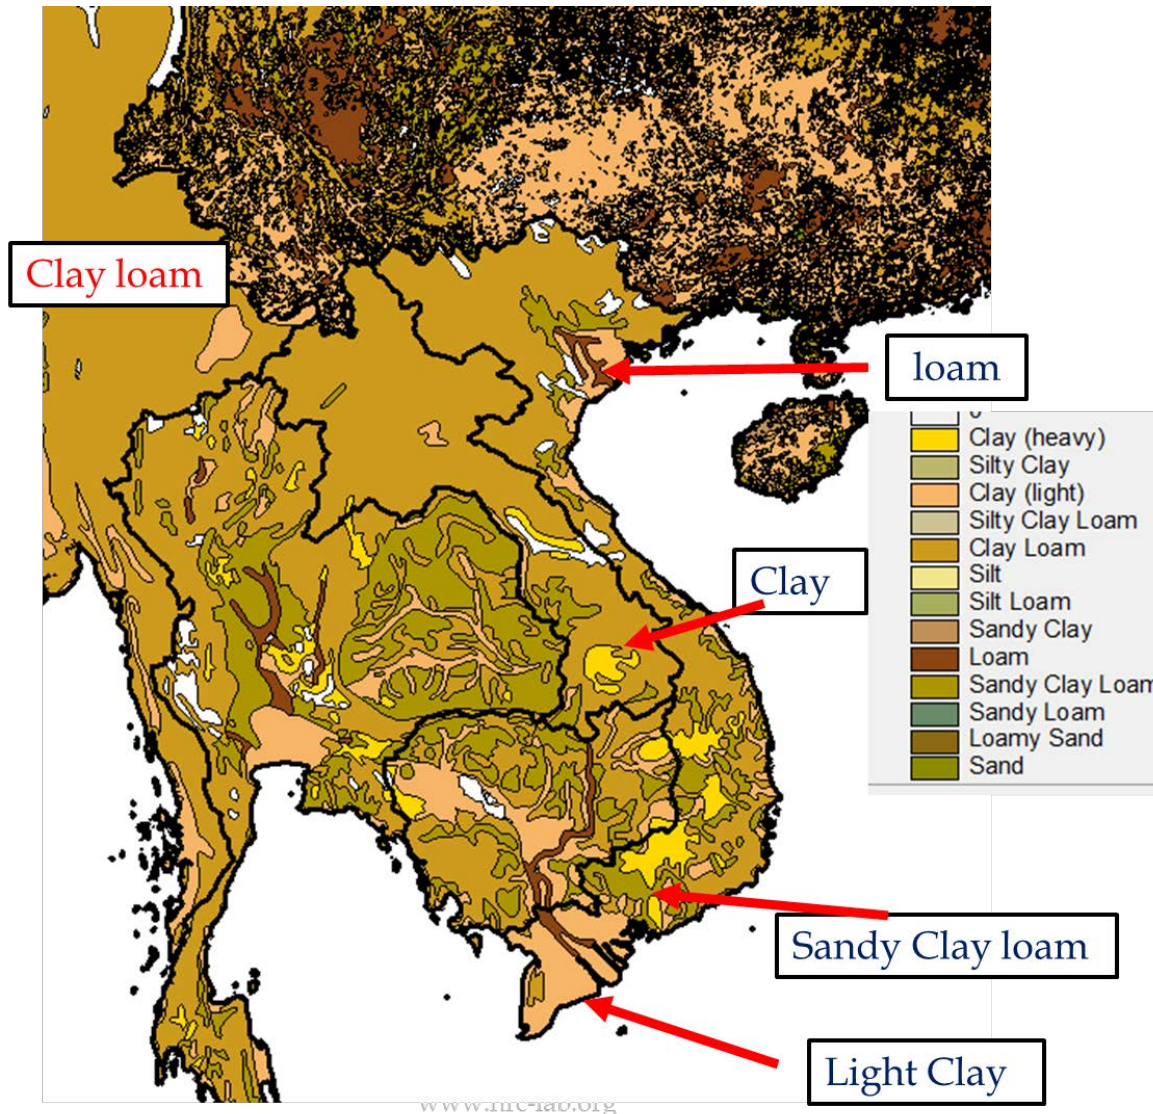 Clay loam
loam
Clay (heavy)
Silty Clay
Clay (light)
Silty Clay Loam
Clay Loam
Silt
Silt Loam
Sandy Clay
Loam
Sandy Clay Loam
Sandy Loam
Loamy Sand
Sand
Clay
Sandy Clay loam
Light Clay